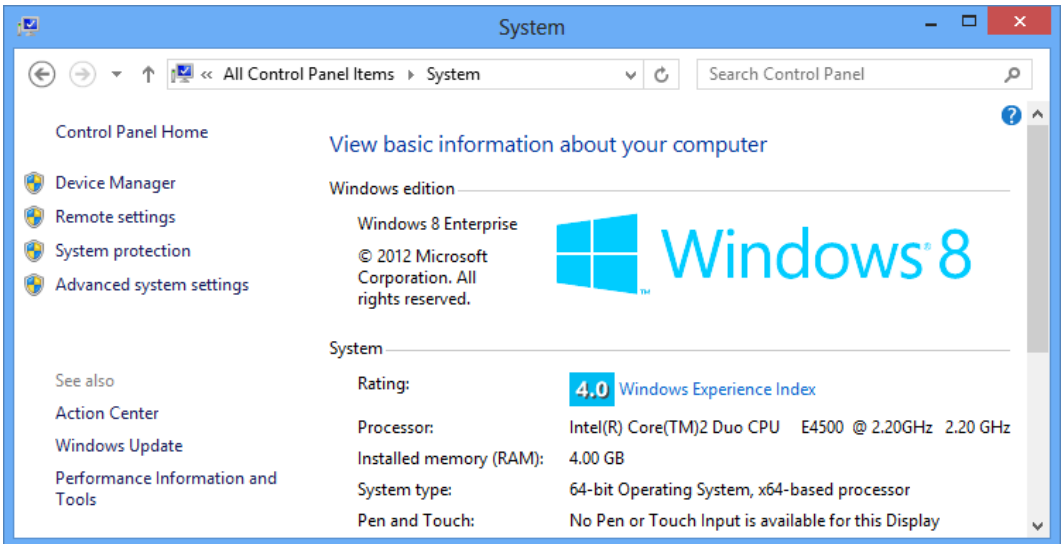 System
« All Control Panel Items ▸ System
Search Control Panel
Control Panel Home
Device Manager
Remote settings
System protection
Advanced system settings
See also
Action Center
Windows Update
Performance Information and
Tools
View basic information about your computer
Windows edition
Windows 8 Enterprise
© 2012 Microsoft
Corporation. All
rights reserved.
Windows® 8
™
System
Rating:
4.0 Windows Experience Index
Processor:
Intel(R) Core(TM)2 Duo CPU E4500 @ 2.20GHz 2.20 GHz
Installed memory (RAM):
4.00 GB
System type:
64-bit Operating System, x64-based processor
Pen and Touch:
No Pen or Touch Input is available for this Display